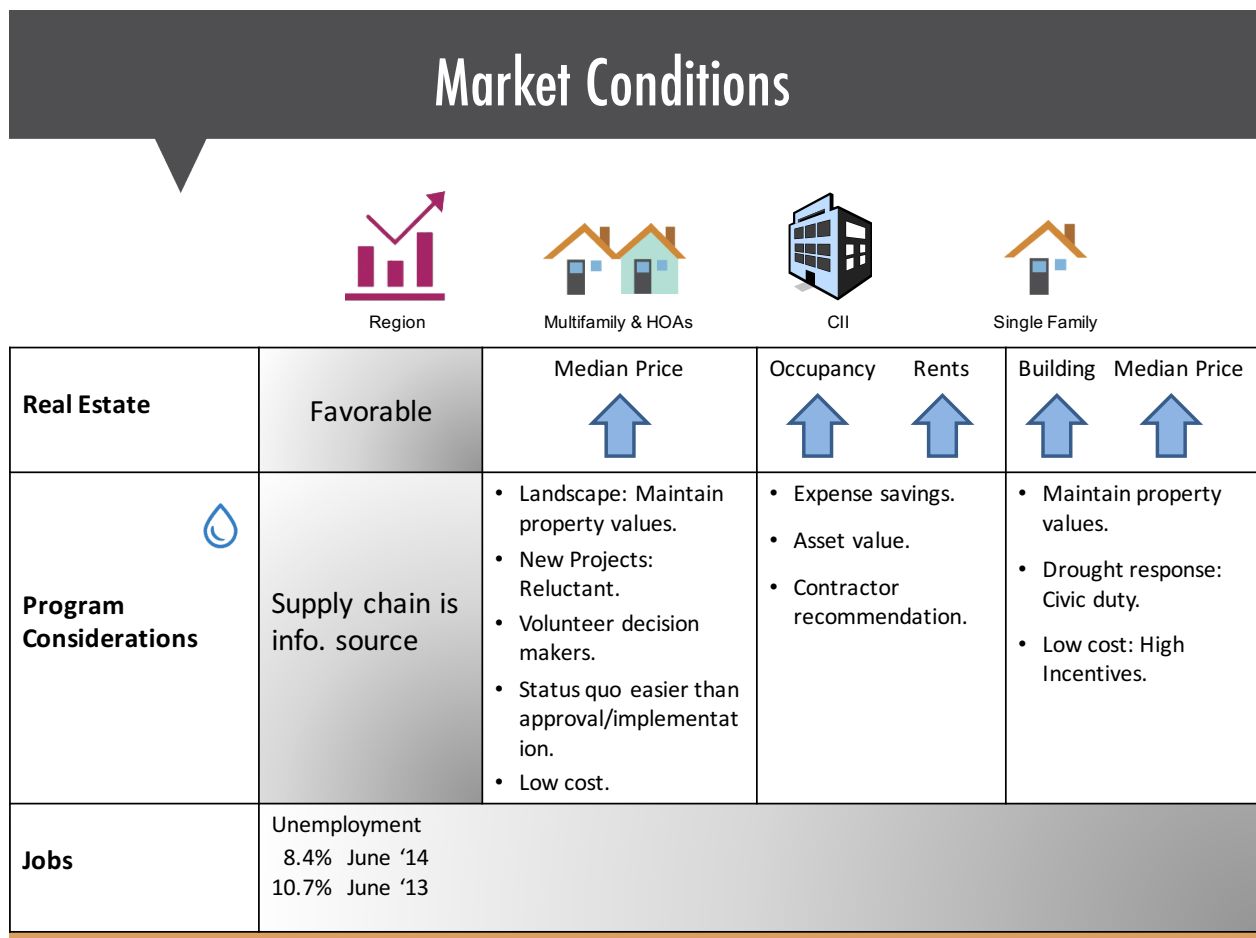 Market Conditions
Region
Multifamily & HOAs
CII
Single Family
Real Estate
Favorable
Median Price
Occupancy Rents
Building Median Price
Program
Considerations
Supply chain is
info. source
• Landscape: Maintain
property values.
• New Projects:
Reluctant.
• Volunteer decision
makers.
• Status quo easier than
approval/implementat
ion.
• Low cost.
• Expense savings.
• Asset value.
• Contractor
recommendation.
• Maintain property
values.
• Drought response:
Civic duty.
• Low cost: High
Incentives.
Jobs
Unemployment
8.4% June ‘14
10.7% June ‘13